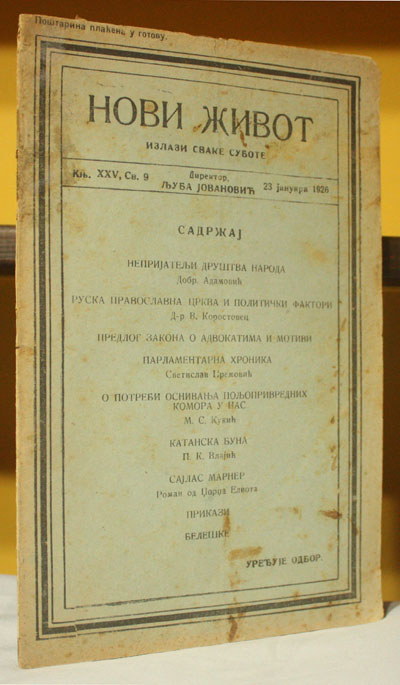 Поштарина плаћена у готову.
НОВИ ЖИВОТ
ИЗЛАЗИ СВАКЕ СУБОТЕ
Књ. XXV, Св. 9
Директор,
ЉУБА ЈОВАНОВИЋ
23 јануара 1926
САДРЖАЈ
НЕПРИЈАТЕЉИ ДРУШТВА НАРОДА
Добр. Адамовић
РУСКА ПРАВОСЛАВНА ЦРКВА И ПОЛИТИЧКИ ФАКТОРИ
Д-р В. Коростовец
ПРЕДЛОГ ЗАКОНА О АДВОКАТИМА И МОТИВИ
ПАРЛАМЕНТАРНА ХРОНИКА
Светислав
О ПОТРЕБИ ОСНИВАЊА ПОЉОПРИВРЕДНИХ
КОМОРА У НАС
М. С. Кукић
КАТАНСКА БУНА
П. К. Влајић
САЈЛАС МАРНЕР
Роман од Џорџа Елиота
ПРИКАЗИ
БЕЛЕШКЕ
УРЕЂУЈЕ ОДБОР.